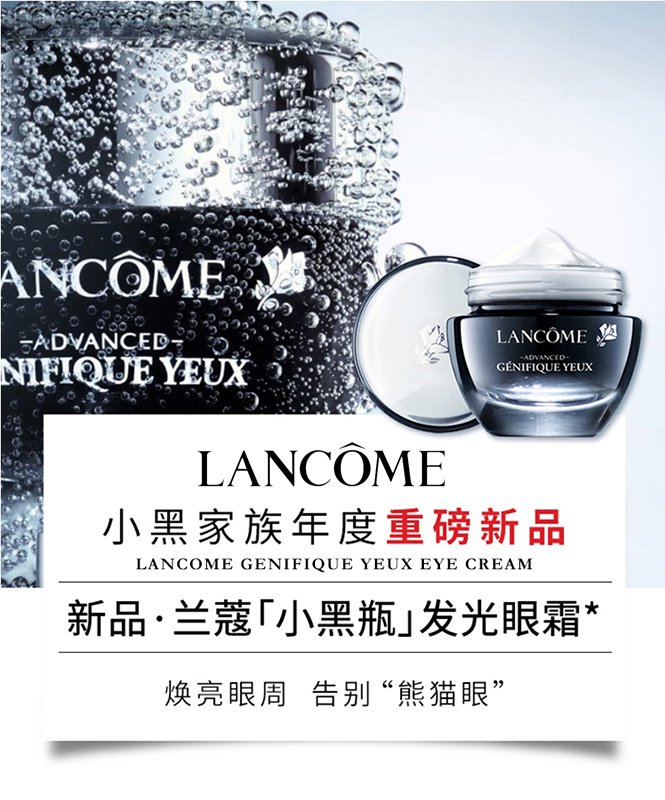 ANCÔME
-ADVANCED-
NIFIQUE YEUX
LANCÔME
-ADVANCED-
GÉNIFIQUE YEUX
LANCÔME
小黑家族年度重磅新品
LANCOME GENIFIQUE YEUX EYE CREAM
新品·兰蔻「小黑瓶」发光眼霜*
焕亮眼周 告别“熊猫眼”